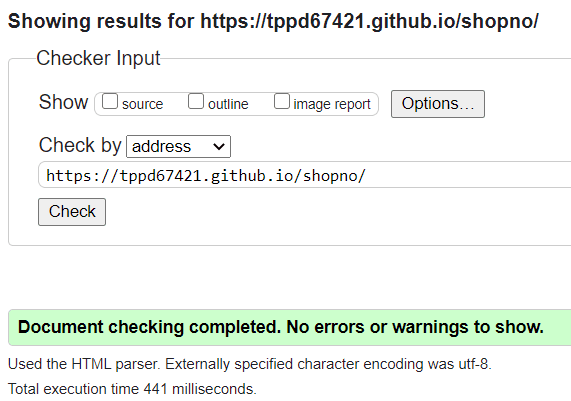 Showing results for https://tppd67421.github.io/shopno/
Checker Input
Show source outline image report Options...
Check by address
https://tppd67421.github.io/shopno/
Check
Document checking completed. No errors or warnings to show.
Used the HTML parser. Externally specified character encoding was utf-8.
Total execution time 441 milliseconds.